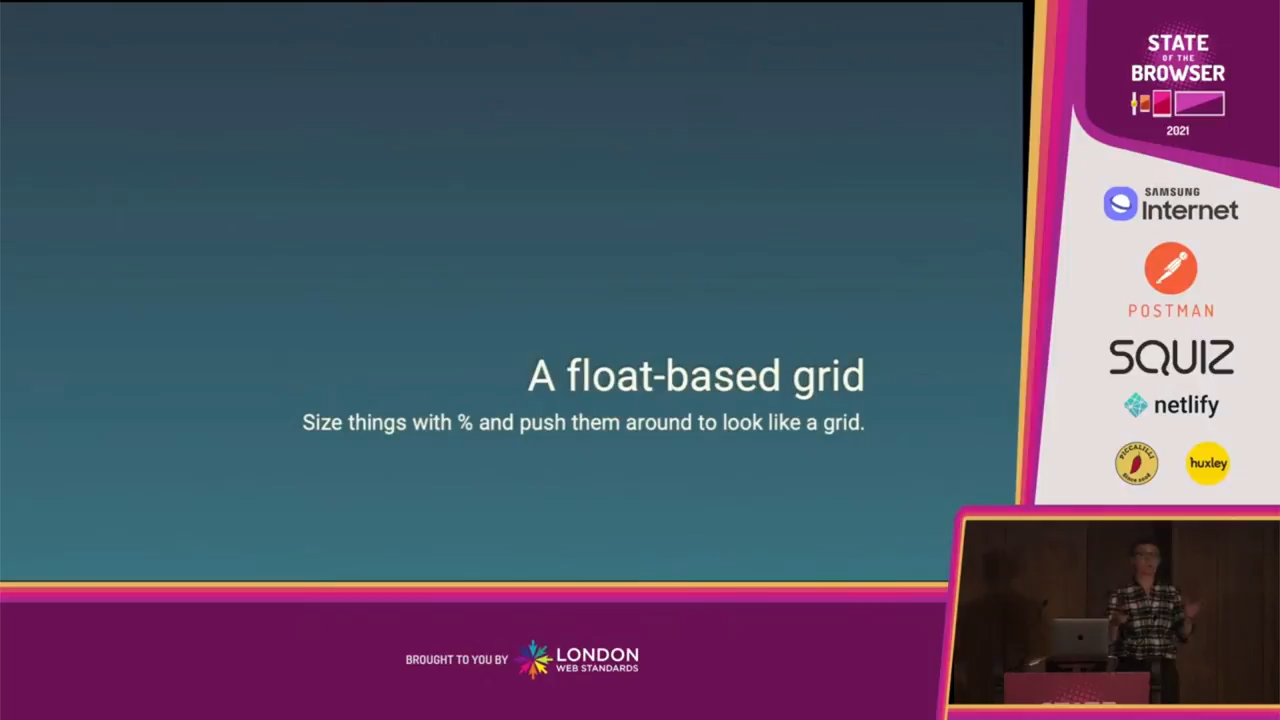 A float-based grid
Size things with % and push them around to look like a grid.
STATE
OF THE
BROWSER
2021
SAMSUNG
Internet
POSTMAN
SQUIZ
netlify
PICCALILLI
huxley
BROUGHT TO YOU BY
LONDON
WEB STANDARDS